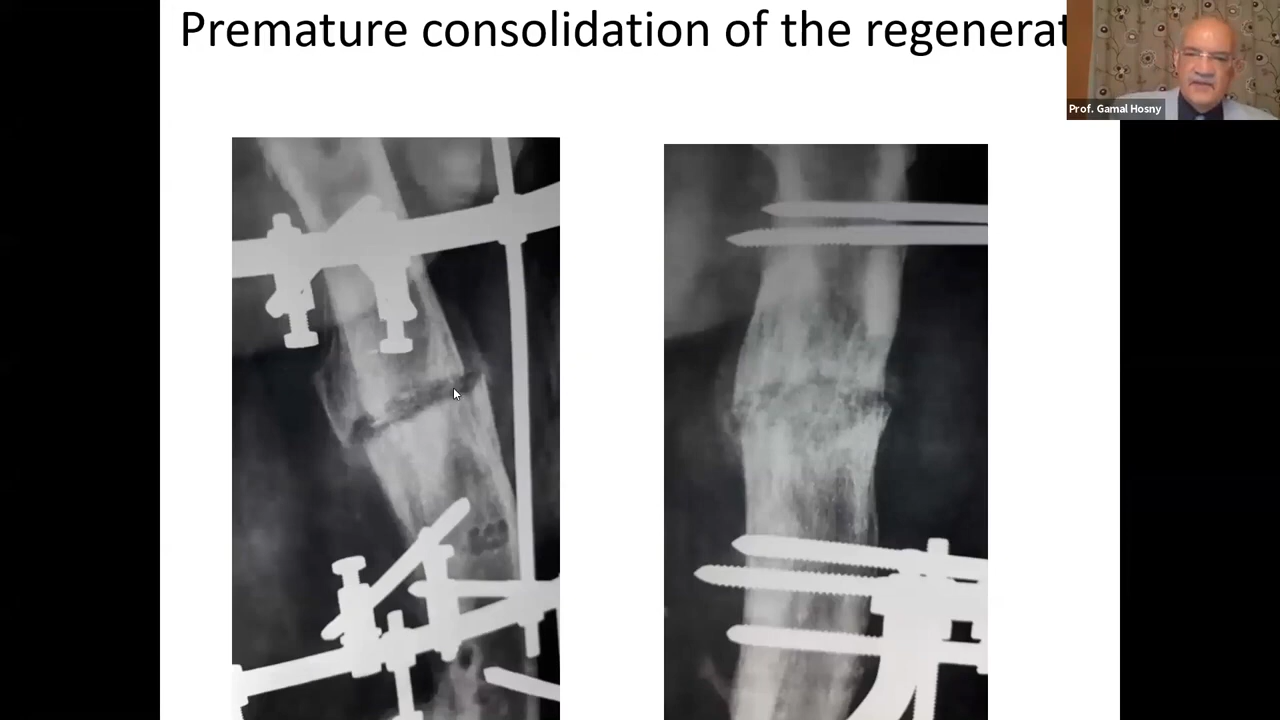 Premature consolidation of the regenerat
Prof. Gamal Hosny